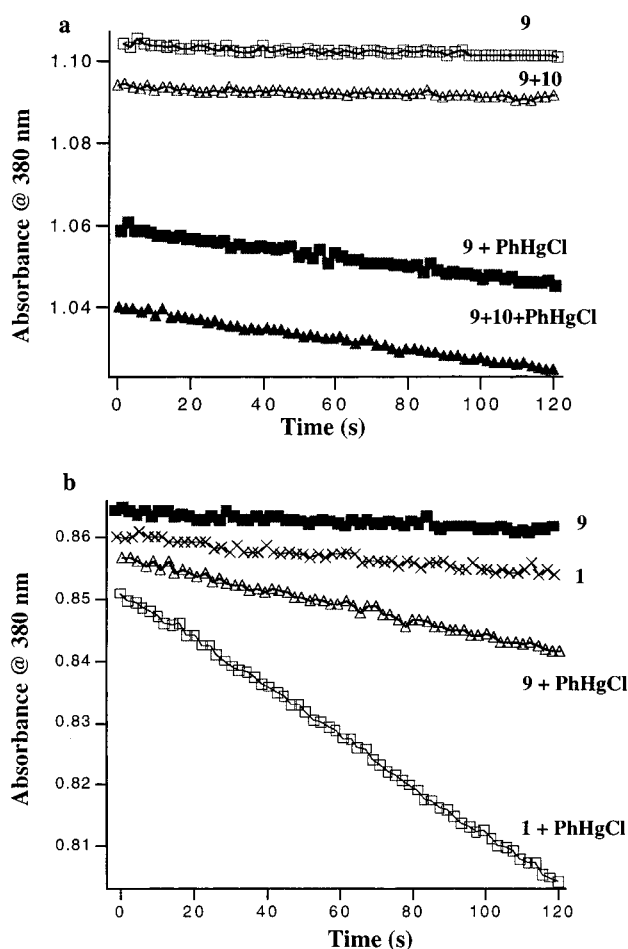 a
9
9+10
9 + PhHgCl
9+10+PhHgCl
1.10
1.08
1.06
1.04
Absorbance @ 380 nm
0 20 40 60 80 100 120
Time (s)
b
9
1
9 + PhHgCl
1 + PhHgCl
0.86
0.85
0.84
0.83
0.82
0.81
Absorbance @ 380 nm
0 20 40 60 80 100 120
Time (s)